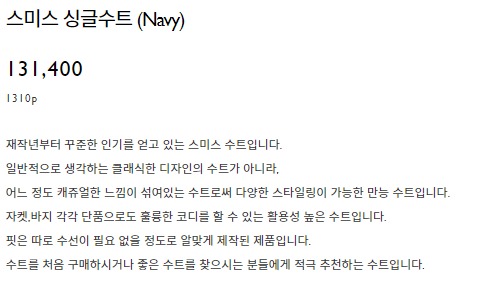 스미스 싱글수트 (Navy)
131,400
1310p
재작년부터 꾸준한 인기를 얻고 있는 스미스 수트입니다.
일반적으로 생각하는 클래식한 디자인의 수트가 아니라,
어느 정도 캐쥬얼한 느낌이 섞여있는 수트로써 다양한 스타일링이 가능한 만능 수트입니다.
자켓,바지 각각 단품으로도 훌륭한 코디를 할 수 있는 활용성 높은 수트입니다.
핏은 따로 수선이 필요 없을 정도로 알맞게 제작된 제품입니다.
수트를 처음 구매하시거나 좋은 수트를 찾으시는 분들에게 적극 추천하는 수트입니다.